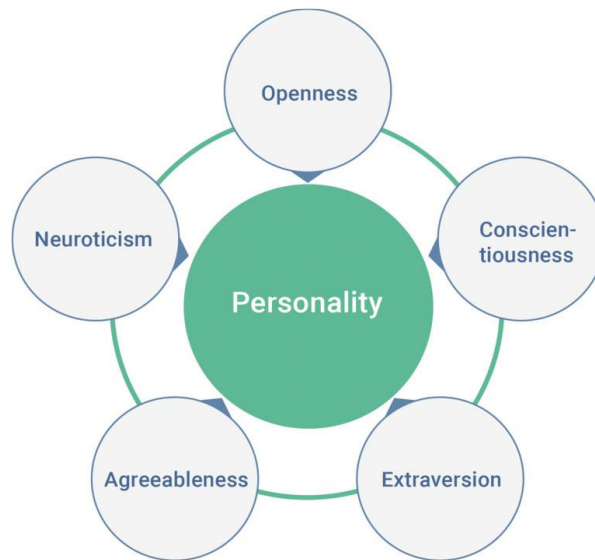 Openness
Neuroticism
Conscien-
tiousness
Personality
Agreeableness
Extraversion